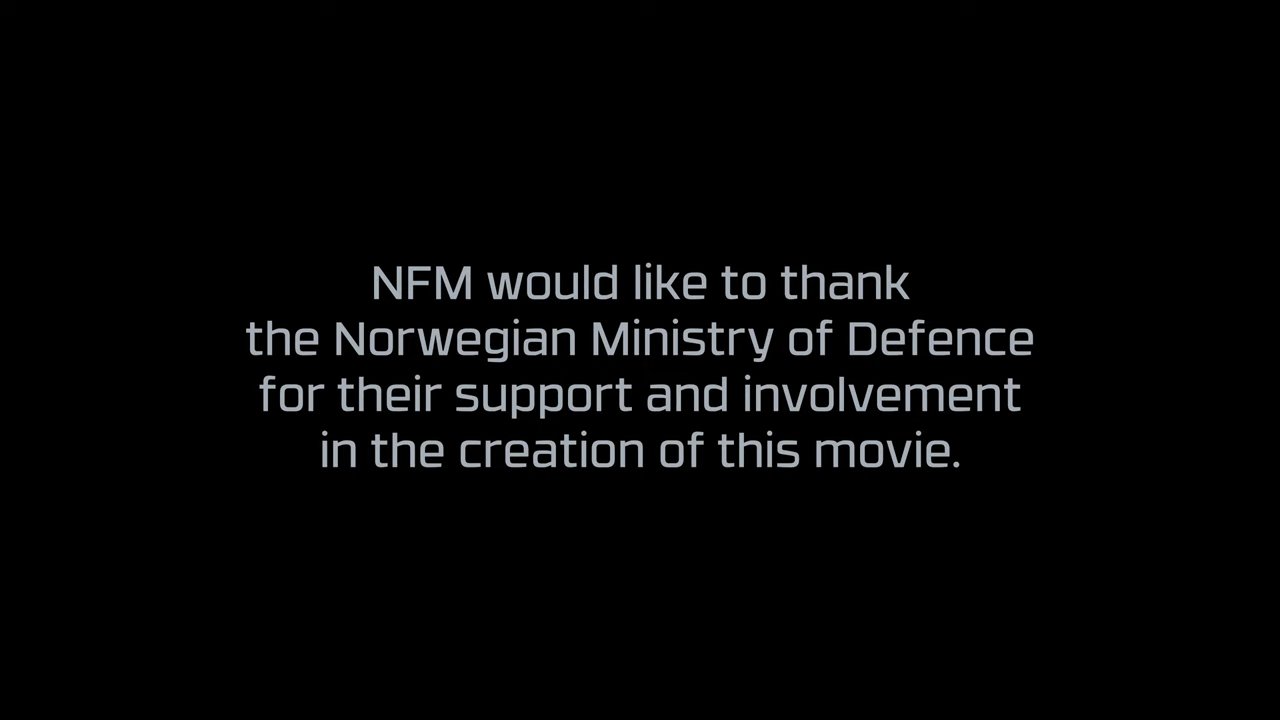 NFM would like to thank
the Norwegian Ministry of Defence
for their support and involvement
in the creation of this movie.